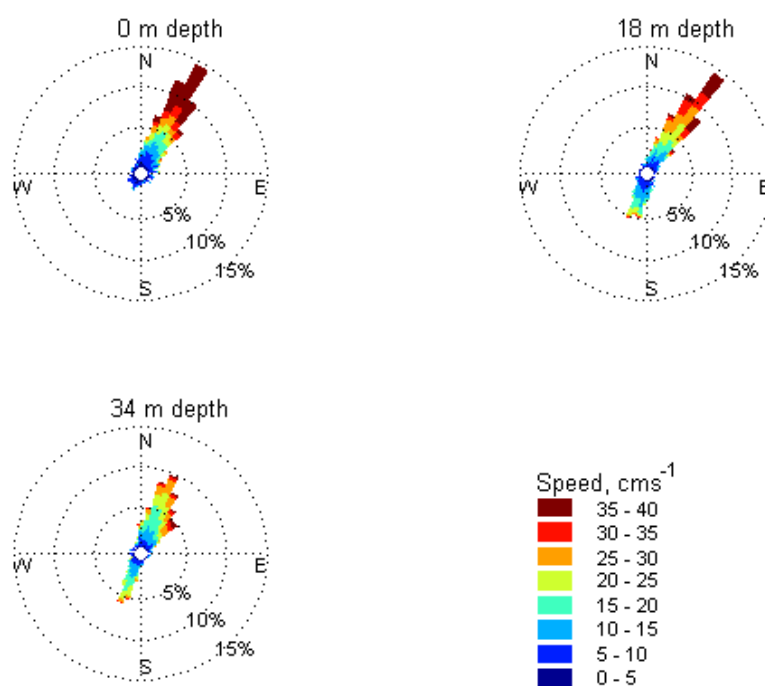 0 m depth
N
W
E
S
5%
10%
15%
18 m depth
N
W
E
S
5%
10%
15%
34 m depth
N
W
E
S
5%
10%
15%
Speed, cms⁻¹
35 - 40
30 - 35
25 - 30
20 - 25
15 - 20
10 - 15
5 - 10
0 - 5